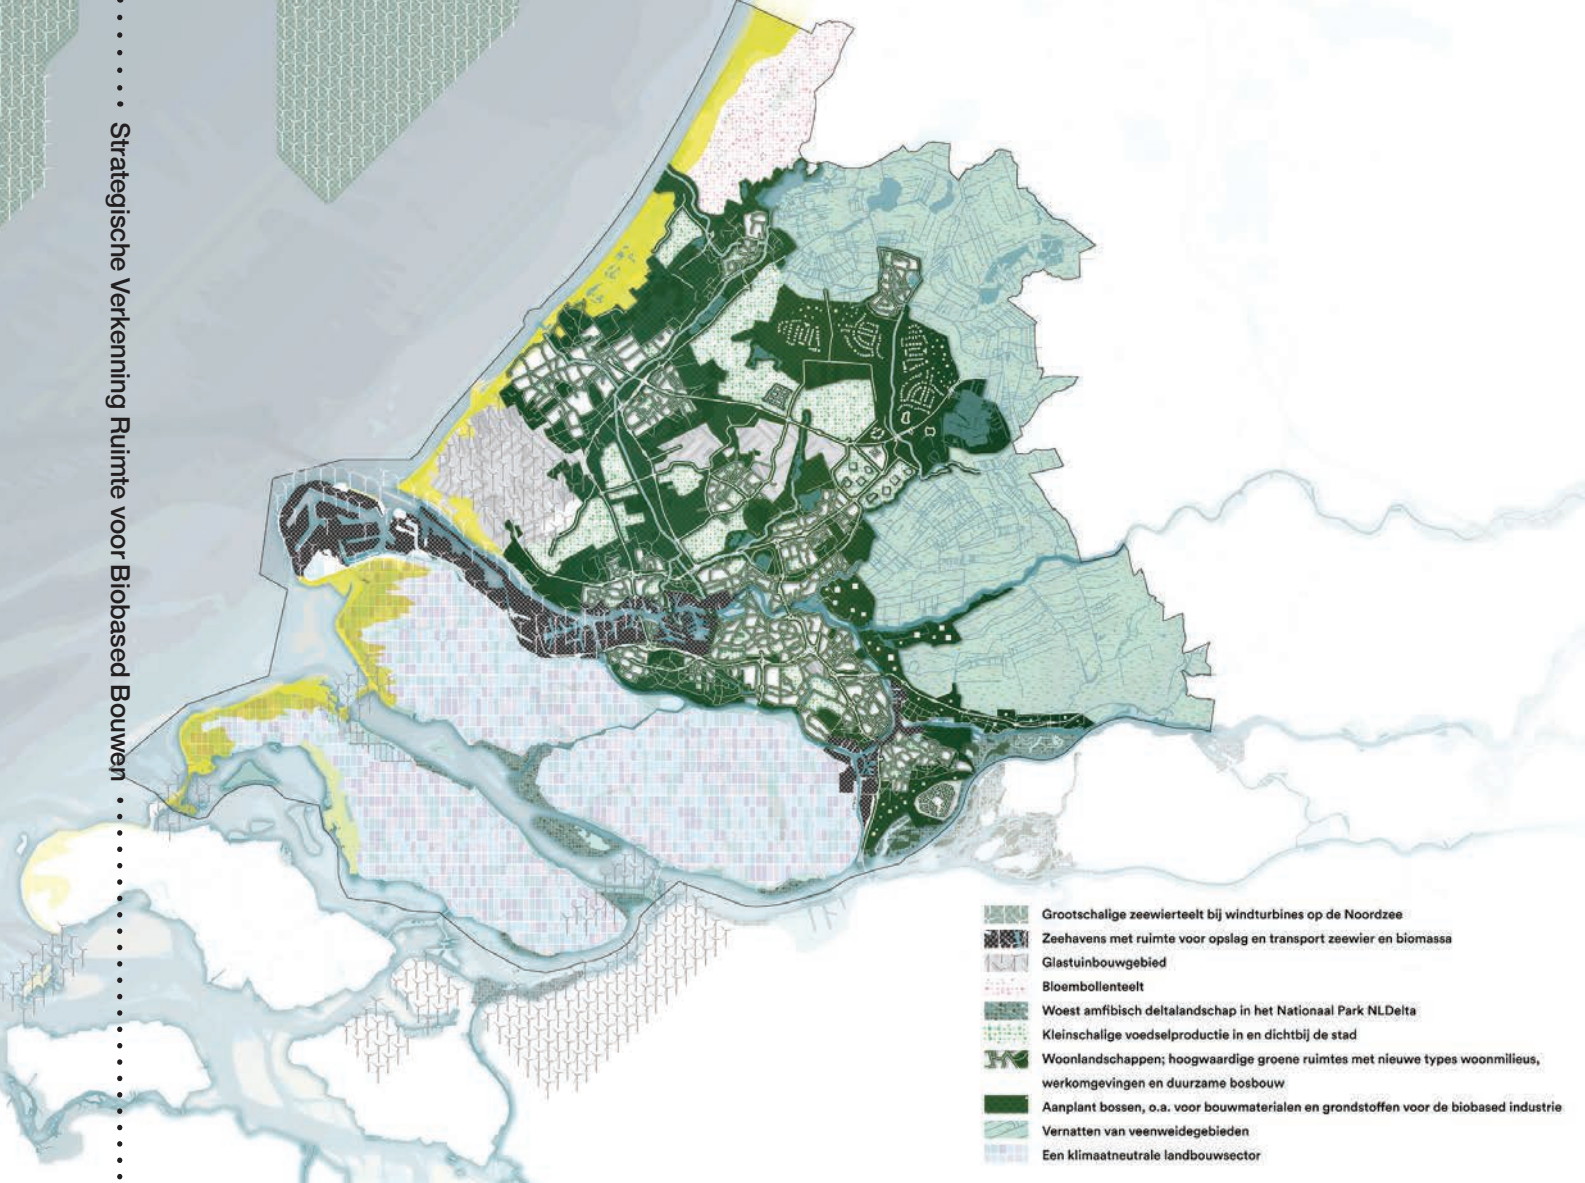 Strategische Verkenning Ruimte voor Biobased Bouwen
Grootschalige zeewierteelt bij windturbines op de Noordzee
Zeehavens met ruimte voor opslag en transport zeewier en biomassa
Glastuinbouwgebied
Bloembollenteelt
Woest amfibisch deltalandschap in het Nationaal Park NLDelta
Kleinschalige voedselproductie in en dichtbij de stad
Woonlandschappen; hoogwaardige groene ruimtes met nieuwe types woonmilieus,
werkomgevingen en duurzame bosbouw
Aanplant bossen, o.a. voor bouwmaterialen en grondstoffen voor de biobased industrie
Vernatten van veenweidegebieden
Een klimaatneutrale landbouwsector